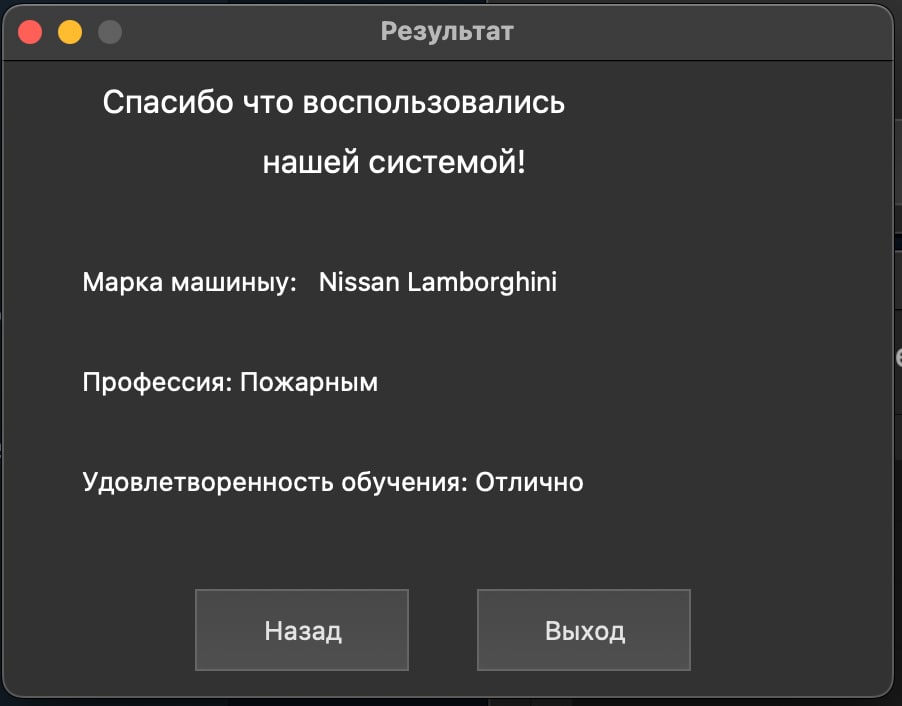 Результат
Спасибо что воспользовались
нашей системой!
Марка машиныу: Nissan Lamborghini
Профессия: Пожарным
Удовлетворенность обучения: Отлично
Назад
Выход